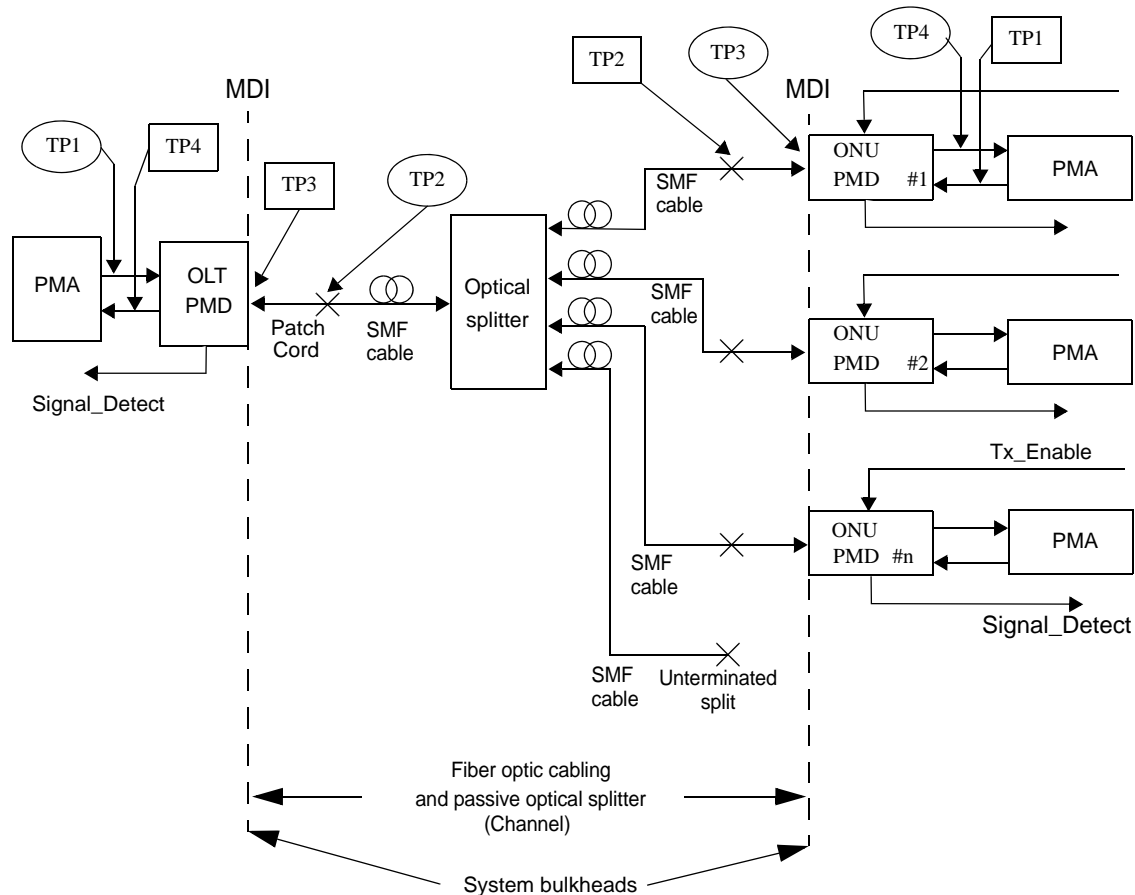 TP2
TP3
TP4
TP1
MDI
MDI
TP1
TP4
TP3
TP2
PMA
OLT
PMD
Patch
Cord
SMF
cable
Optical
splitter
Signal_Detect
SMF
cable
ONU
PMD #1
PMA
SMF
cable
ONU
PMD #2
PMA
Tx_Enable
SMF
cable
ONU
PMD #n
PMA
Signal_Detect
SMF
cable
Unterminated
split
Fiber optic cabling
and passive optical splitter
(Channel)
System bulkheads